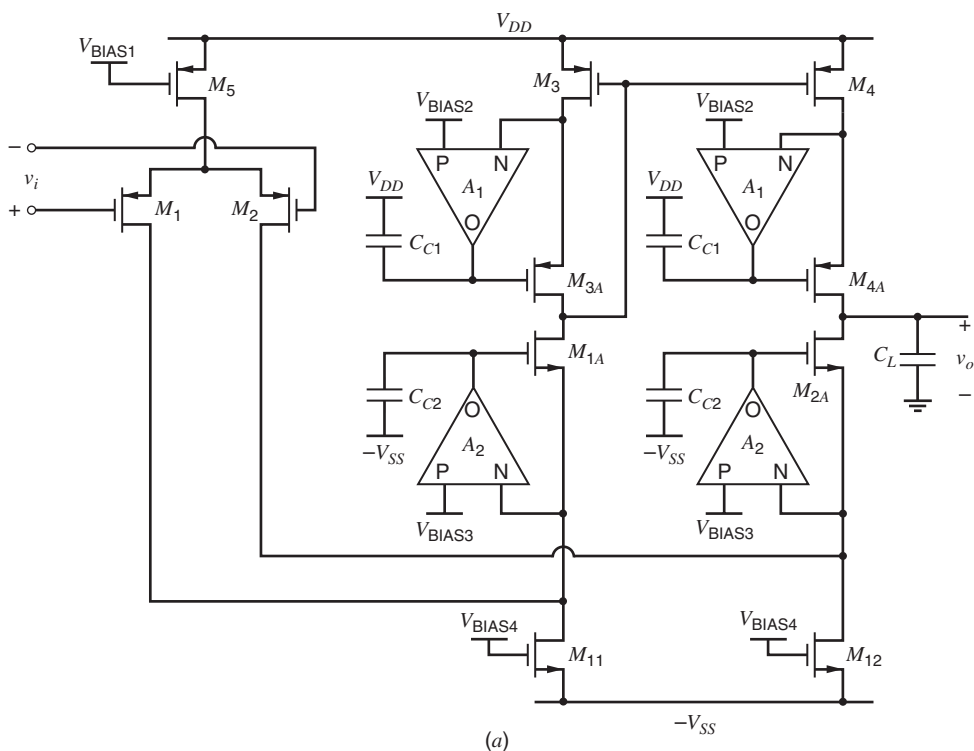 V_DD
V_BIAS1
M_5
M_3
M_4
V_BIAS2
V_BIAS2
P N
P N
A_1
A_1
O
O
−
v_i
+
M_1
M_2
V_DD
V_DD
C_C1
C_C1
M_3A
M_4A
M_1A
M_2A
C_C2
C_C2
C_L
+
v_o
−
O
O
A_2
A_2
P N
P N
−V_SS
−V_SS
V_BIAS3
V_BIAS3
V_BIAS4
V_BIAS4
M_11
M_12
−V_SS
(a)